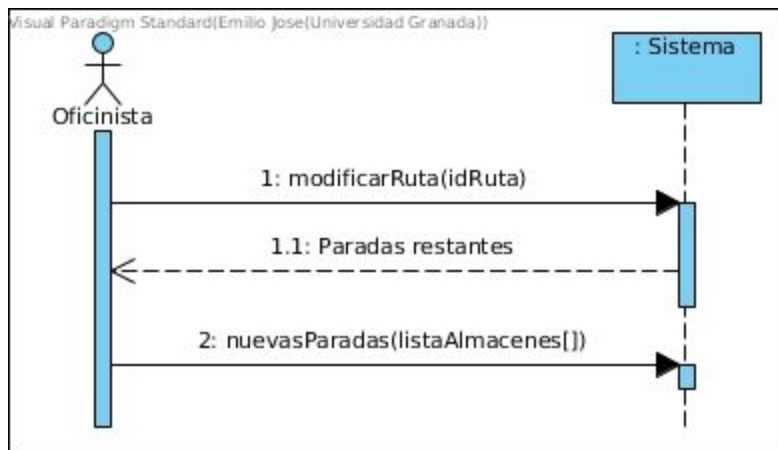 Visual Paradigm Standard(Emilio Jose(Universidad Granada))
: Sistema
Oficinista
1: modificarRuta(idRuta)
1.1: Paradas restantes
2: nuevasParadas(listaAlmacenes[])